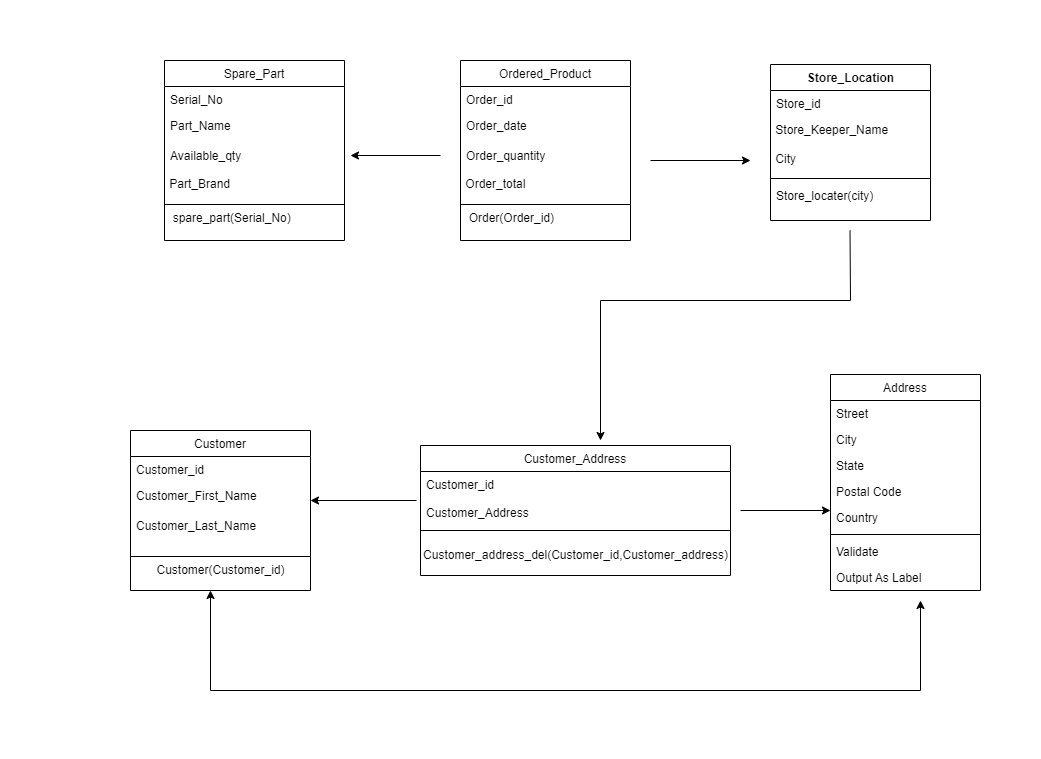 Spare_Part
Serial_No
Part_Name
Available_qty
Part_Brand
spare_part(Serial_No)
Ordered_Product
Order_id
Order_date
Order_quantity
Order_total
Order(Order_id)
Store_Location
Store_id
Store_Keeper_Name
City
Store_locater(city)
Customer
Customer_id
Customer_First_Name
Customer_Last_Name
Customer(Customer_id)
Customer_Address
Customer_id
Customer_Address
Customer_address_del(Customer_id,Customer_address)
Address
Street
City
State
Postal Code
Country
Validate
Output As Label